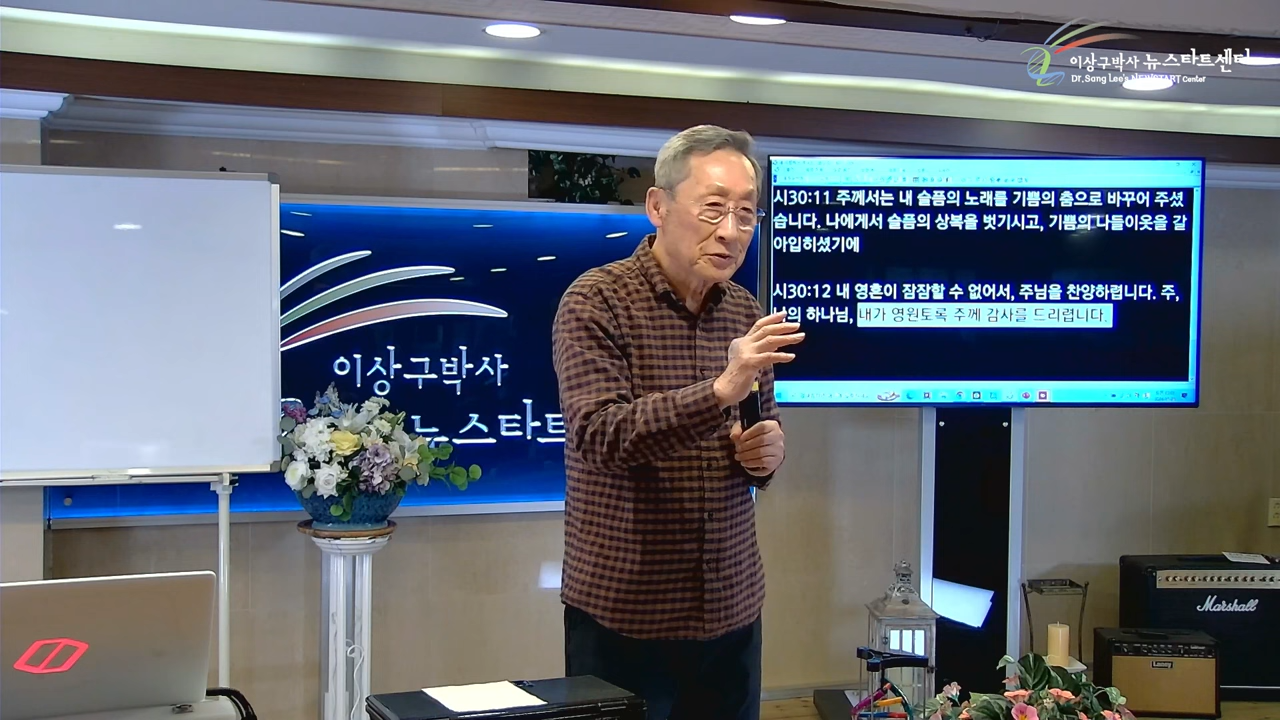 이상구박사 뉴스타트센터
Dr. Sang Lee's NEWSTART Center
시30:11 주께서는 내 슬픔의 노래를 기쁨의 춤으로 바꾸어 주셨
습니다. 나에게서 슬픔의 상복을 벗기시고, 기쁨의 나들이옷을 갈
아입히셨기에
시30:12 내 영혼이 잠잠할 수 없어서, 주님을 찬양하렵니다. 주,
의 하나님, 내가 영원토록 주께 감사를 드리렵니다.
이상구박사
뉴스타트
Marshall
Laney